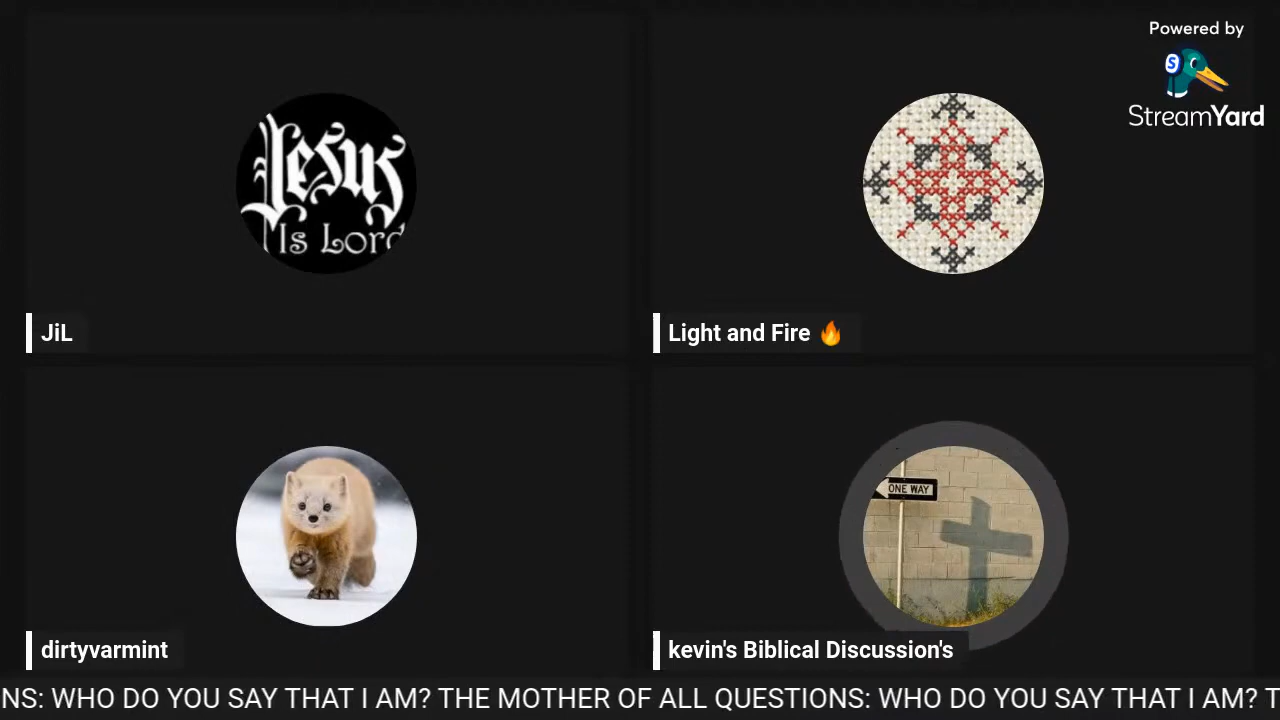 Powered by
S
StreamYard
Jesus
Is Lord
JiL
Light and Fire 🔥
ONE WAY
dirtyvarmint
kevin's Biblical Discussion's
NS: WHO DO YOU SAY THAT I AM? THE MOTHER OF ALL QUESTIONS: WHO DO YOU SAY THAT I AM? T